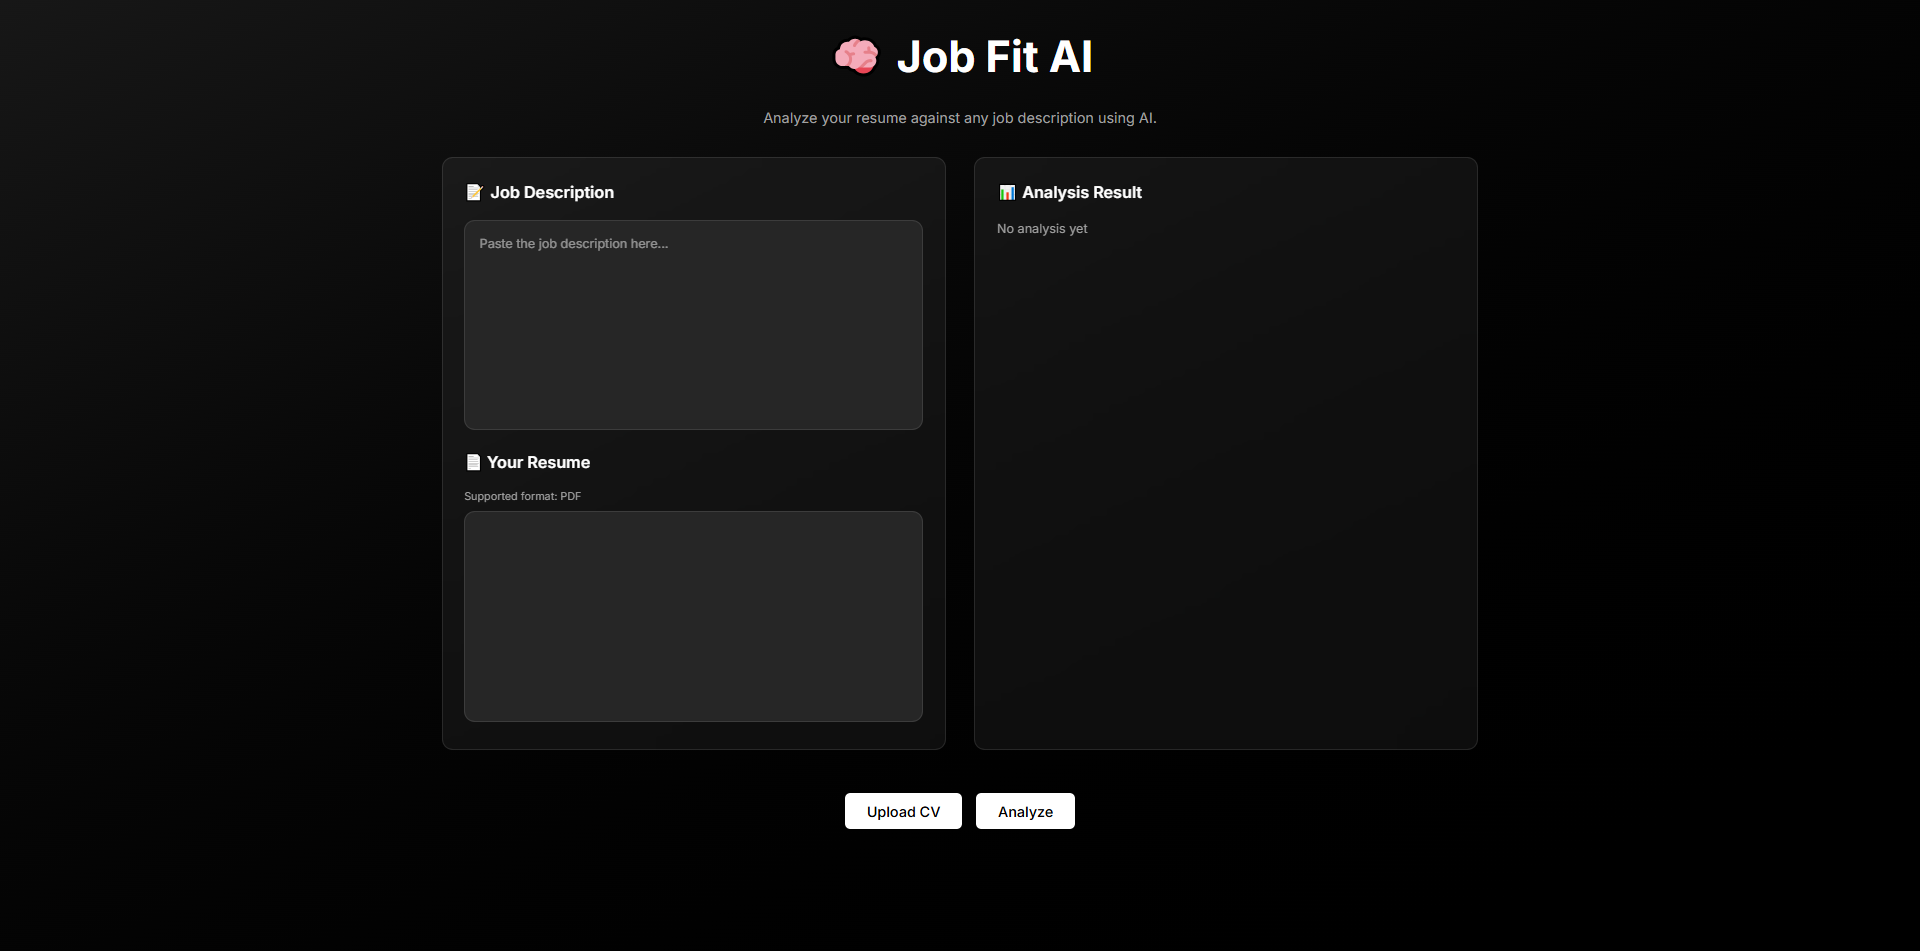 Job Fit AI
Analyze your resume against any job description using AI.
Job Description
Paste the job description here...
Your Resume
Supported format: PDF
Analysis Result
No analysis yet
Upload CV
Analyze